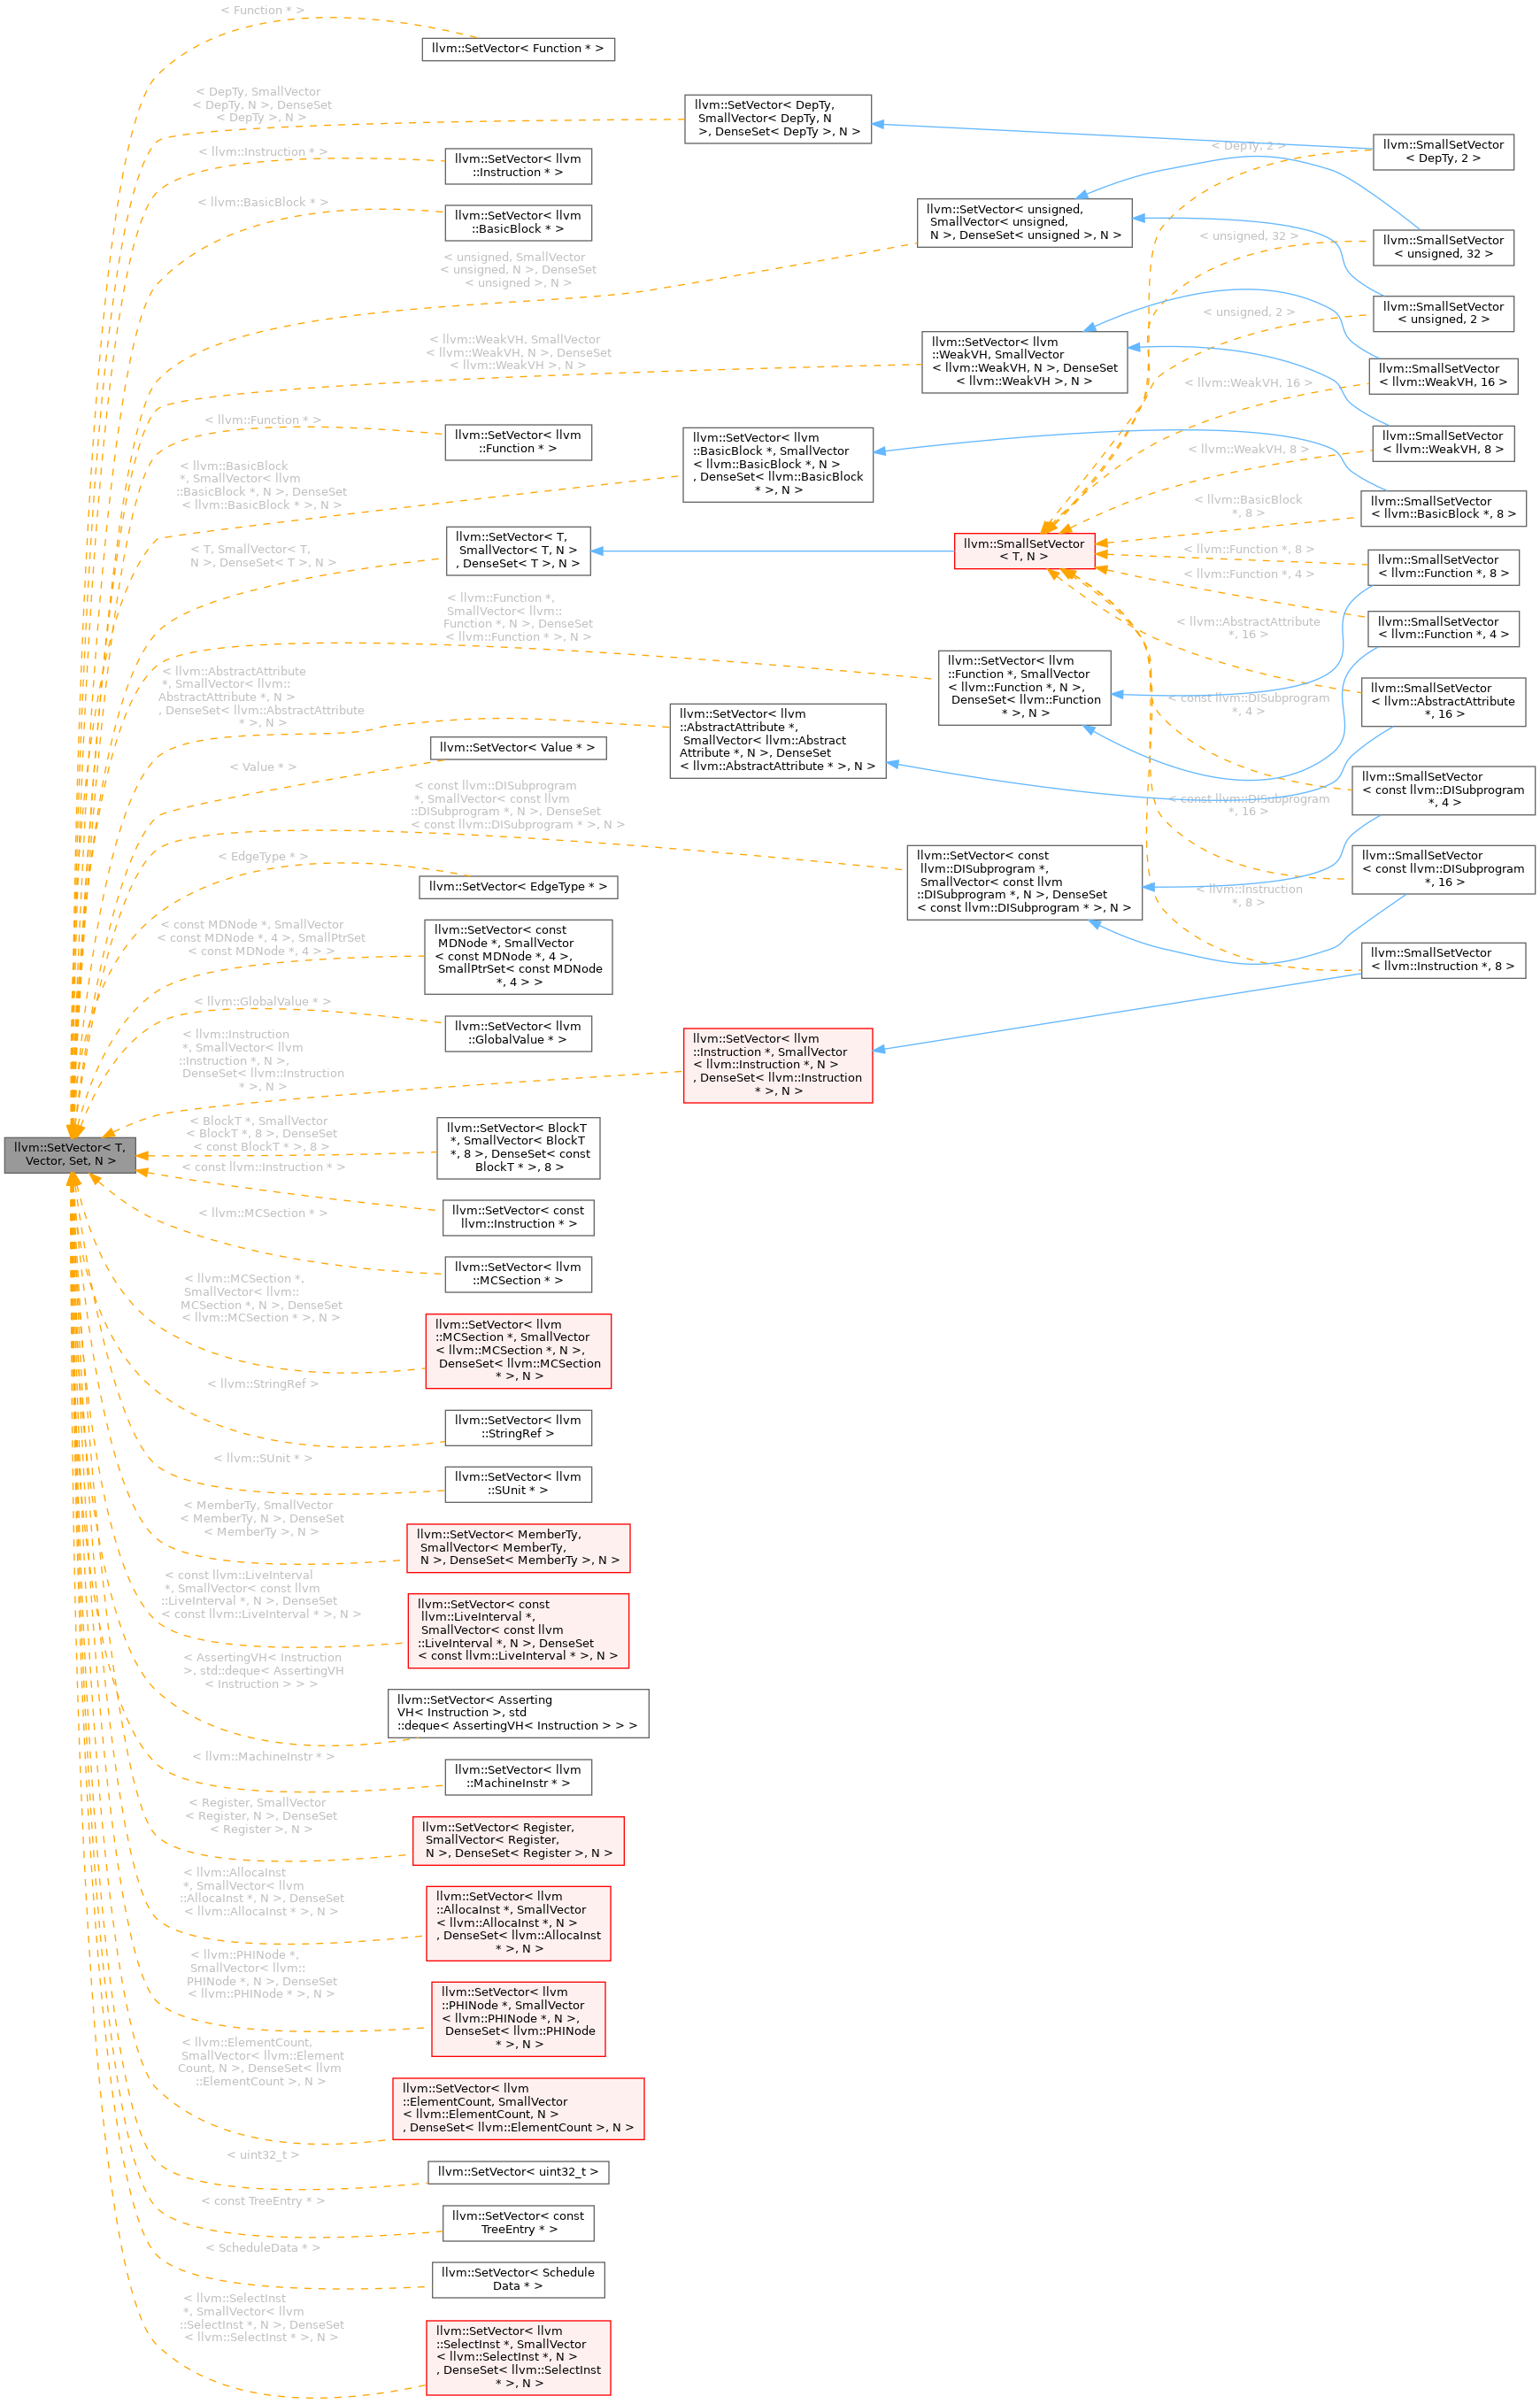 < Function * >
llvm::SetVector< Function * >
< DepTy, SmallVector
< DepTy, N >, DenseSet
< DepTy >, N >
llvm::SetVector< DepTy,
SmallVector< DepTy, N
>, DenseSet< DepTy >, N >
< llvm::Instruction * >
llvm::SetVector< llvm
::Instruction * >
< llvm::BasicBlock * >
llvm::SetVector< llvm
::BasicBlock * >
< unsigned, SmallVector
< unsigned, N >, DenseSet
< unsigned >, N >
llvm::SetVector< unsigned,
SmallVector< unsigned,
N >, DenseSet< unsigned >, N >
< llvm::WeakVH, SmallVector
< llvm::WeakVH, N >, DenseSet
< llvm::WeakVH >, N >
llvm::SetVector< llvm
::WeakVH, SmallVector
< llvm::WeakVH, N >, DenseSet
< llvm::WeakVH >, N >
< llvm::Function * >
llvm::SetVector< llvm
::Function * >
< llvm::BasicBlock
*, SmallVector< llvm
::BasicBlock *, N >, DenseSet
< llvm::BasicBlock * >, N >
llvm::SetVector< llvm
::BasicBlock *, SmallVector
< llvm::BasicBlock *, N >
, DenseSet< llvm::BasicBlock
* >, N >
< T, SmallVector< T,
N >, DenseSet< T >, N >
llvm::SetVector< T,
SmallVector< T, N >
, DenseSet< T >, N >
llvm::SmallSetVector
< T, N >
< DepTy, 2 >
llvm::SmallSetVector
< DepTy, 2 >
< unsigned, 32 >
llvm::SmallSetVector
< unsigned, 32 >
< unsigned, 2 >
llvm::SmallSetVector
< unsigned, 2 >
< llvm::WeakVH, 16 >
llvm::SmallSetVector
< llvm::WeakVH, 16 >
< llvm::WeakVH, 8 >
llvm::SmallSetVector
< llvm::WeakVH, 8 >
< llvm::BasicBlock
*, 8 >
llvm::SmallSetVector
< llvm::BasicBlock *, 8 >
< llvm::Function *, 8 >
llvm::SmallSetVector
< llvm::Function *, 8 >
< llvm::Function *, 4 >
llvm::SmallSetVector
< llvm::Function *, 4 >
< llvm::AbstractAttribute
*, 16 >
llvm::SmallSetVector
< llvm::AbstractAttribute
*, 16 >
< const llvm::DISubprogram
*, 4 >
llvm::SmallSetVector
< const llvm::DISubprogram
*, 4 >
< const llvm::DISubprogram
*, 16 >
llvm::SmallSetVector
< const llvm::DISubprogram
*, 16 >
< llvm::Instruction
*, 8 >
llvm::SmallSetVector
< llvm::Instruction *, 8 >
< llvm::Function *,
SmallVector< llvm::
Function *, N >, DenseSet
< llvm::Function * >, N >
llvm::SetVector< llvm
::Function *, SmallVector
< llvm::Function *, N >,
DenseSet< llvm::Function
* >, N >
< llvm::AbstractAttribute
*, SmallVector< llvm::
AbstractAttribute *, N >
, DenseSet< llvm::AbstractAttribute
* >, N >
llvm::SetVector< llvm
::AbstractAttribute *,
SmallVector< llvm::Abstract
Attribute *, N >, DenseSet
< llvm::AbstractAttribute * >, N >
< Value * >
llvm::SetVector< Value * >
< const llvm::DISubprogram
*, SmallVector< const llvm
::DISubprogram *, N >, DenseSet
< const llvm::DISubprogram * >, N >
llvm::SetVector< const
llvm::DISubprogram *,
SmallVector< const llvm
::DISubprogram *, N >, DenseSet
< const llvm::DISubprogram * >, N >
< EdgeType * >
llvm::SetVector< EdgeType * >
< const MDNode *, SmallVector
< const MDNode *, 4 >, SmallPtrSet
< const MDNode *, 4 > >
llvm::SetVector< const
MDNode *, SmallVector
< const MDNode *, 4 >,
SmallPtrSet< const MDNode
*, 4 > >
< llvm::GlobalValue * >
llvm::SetVector< llvm
::GlobalValue * >
< llvm::Instruction
*, SmallVector< llvm
::Instruction *, N >,
DenseSet< llvm::Instruction
* >, N >
llvm::SetVector< llvm
::Instruction *, SmallVector
< llvm::Instruction *, N >
, DenseSet< llvm::Instruction
* >, N >
llvm::SetVector< T,
Vector, Set, N >
< BlockT *, SmallVector
< BlockT *, 8 >, DenseSet
< const BlockT * >, 8 >
llvm::SetVector< BlockT
*, SmallVector< BlockT
*, 8 >, DenseSet< const
BlockT * >, 8 >
< const llvm::Instruction * >
llvm::SetVector< const
llvm::Instruction * >
< llvm::MCSection * >
llvm::SetVector< llvm
::MCSection * >
< llvm::MCSection *,
SmallVector< llvm::
MCSection *, N >, DenseSet
< llvm::MCSection * >, N >
llvm::SetVector< llvm
::MCSection *, SmallVector
< llvm::MCSection *, N >,
DenseSet< llvm::MCSection
* >, N >
< llvm::StringRef >
llvm::SetVector< llvm
::StringRef >
< llvm::SUnit * >
llvm::SetVector< llvm
::SUnit * >
< MemberTy, SmallVector
< MemberTy, N >, DenseSet
< MemberTy >, N >
llvm::SetVector< MemberTy,
SmallVector< MemberTy,
N >, DenseSet< MemberTy >, N >
< const llvm::LiveInterval
*, SmallVector< const llvm
::LiveInterval *, N >, DenseSet
< const llvm::LiveInterval * >, N >
llvm::SetVector< const
llvm::LiveInterval *,
SmallVector< const llvm
::LiveInterval *, N >, DenseSet
< const llvm::LiveInterval * >, N >
< AssertingVH< Instruction
>, std::deque< AssertingVH
< Instruction > > >
llvm::SetVector< Asserting
VH< Instruction >, std
::deque< AssertingVH< Instruction > > >
< llvm::MachineInstr * >
llvm::SetVector< llvm
::MachineInstr * >
< Register, SmallVector
< Register, N >, DenseSet
< Register >, N >
llvm::SetVector< Register,
SmallVector< Register,
N >, DenseSet< Register >, N >
< llvm::AllocaInst
*, SmallVector< llvm
::AllocaInst *, N >, DenseSet
< llvm::AllocaInst * >, N >
llvm::SetVector< llvm
::AllocaInst *, SmallVector
< llvm::AllocaInst *, N >
, DenseSet< llvm::AllocaInst
* >, N >
< llvm::PHINode *,
SmallVector< llvm::
PHINode *, N >, DenseSet
< llvm::PHINode * >, N >
llvm::SetVector< llvm
::PHINode *, SmallVector
< llvm::PHINode *, N >,
DenseSet< llvm::PHINode
* >, N >
< llvm::ElementCount,
SmallVector< llvm::Element
Count, N >, DenseSet< llvm
::ElementCount >, N >
llvm::SetVector< llvm
::ElementCount, SmallVector
< llvm::ElementCount, N >
, DenseSet< llvm::ElementCount >, N >
< uint32_t >
llvm::SetVector< uint32_t >
< const TreeEntry * >
llvm::SetVector< const
TreeEntry * >
< ScheduleData * >
llvm::SetVector< Schedule
Data * >
< llvm::SelectInst
*, SmallVector< llvm
::SelectInst *, N >, DenseSet
< llvm::SelectInst * >, N >
llvm::SetVector< llvm
::SelectInst *, SmallVector
< llvm::SelectInst *, N >
, DenseSet< llvm::SelectInst
* >, N >